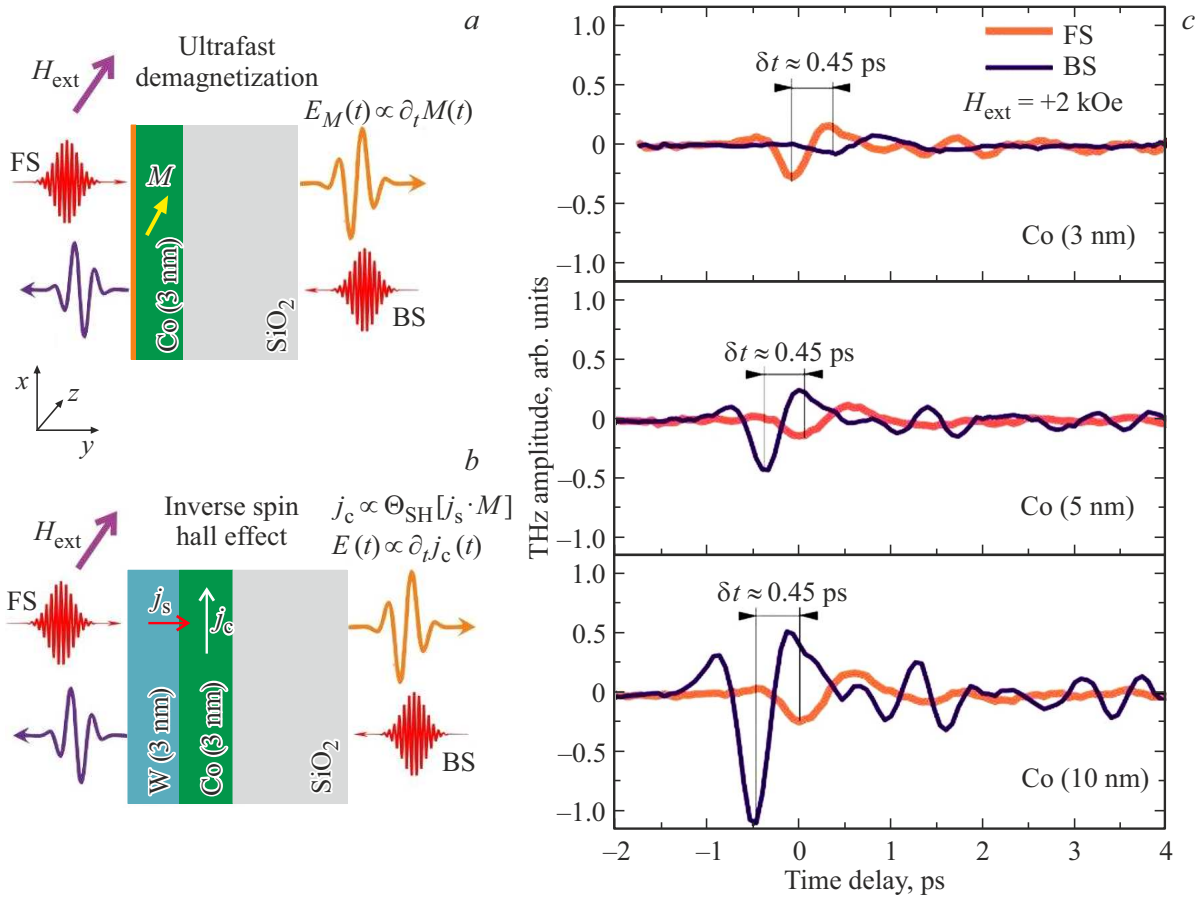 a
Ultrafast
demagnetization
H_ext
E_M(t) ∝ ∂_t M(t)
FS
M
Co (3 nm)
SiO₂
BS
x
z
y
b
Inverse spin
hall effect
j_c ∝ Θ_SH[j_s · M]
E(t) ∝ ∂_t j_c(t)
H_ext
FS
j_s
j_c
W (3 nm)
Co (3 nm)
SiO₂
BS
c
THz amplitude, arb. units
1.0
0.5
0
−0.5
−1.0
FS
BS
H_ext = +2 kOe
δt ≈ 0.45 ps
Co (3 nm)
1.0
0.5
0
−0.5
−1.0
δt ≈ 0.45 ps
Co (5 nm)
1.0
0.5
0
−0.5
−1.0
δt ≈ 0.45 ps
Co (10 nm)
−2 −1 0 1 2 3 4
Time delay, ps